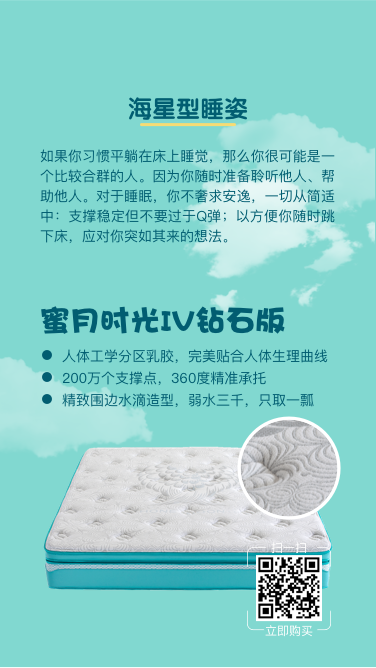 海星型睡姿
如果你习惯平躺在床上睡觉，那么你很可能是一
个比较合群的人。因为你随时准备聆听他人、帮
助他人。对于睡眠，你不奢求安逸，一切从简适
中：支撑稳定但不要过于Q弹；以方便你随时跳
下床，应对你突如其来的想法。
蜜月时光IV钻石版
● 人体工学分区乳胶，完美贴合人体生理曲线
● 200万个支撑点，360度精准承托
● 精致围边水滴造型，弱水三千，只取一瓢
扫一扫
立即购买